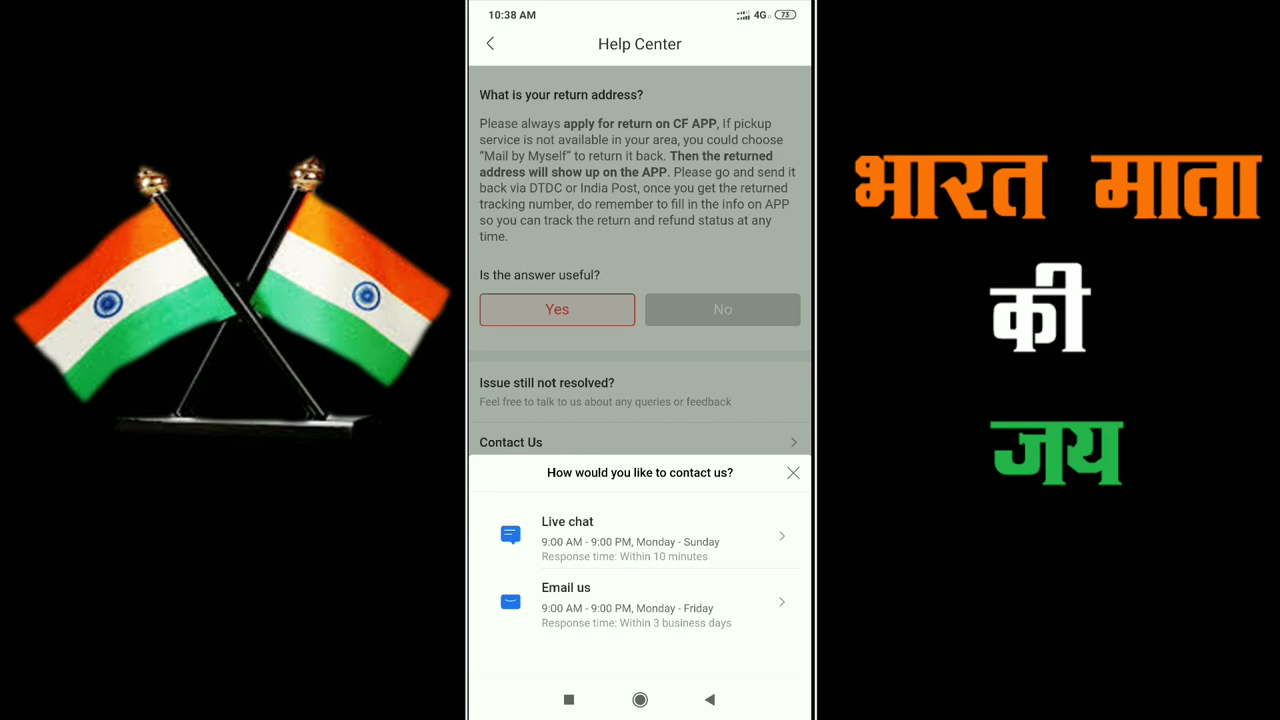 10:38 AM
4G
73
Help Center
What is your return address?
Please always apply for return on CF APP, If pickup
service is not available in your area, you could choose
“Mail by Myself” to return it back. Then the returned
address will show up on the APP. Please go and send it
back via DTDC or India Post, once you get the returned
tracking number, do remember to fill in the info on APP
so you can track the return and refund status at any
time.
Is the answer useful?
Yes
No
Issue still not resolved?
Feel free to talk to us about any queries or feedback
Contact Us
How would you like to contact us?
Live chat
9:00 AM - 9:00 PM, Monday - Sunday
Response time: Within 10 minutes
Email us
9:00 AM - 9:00 PM, Monday - Friday
Response time: Within 3 business days
भारत माता
की
जय